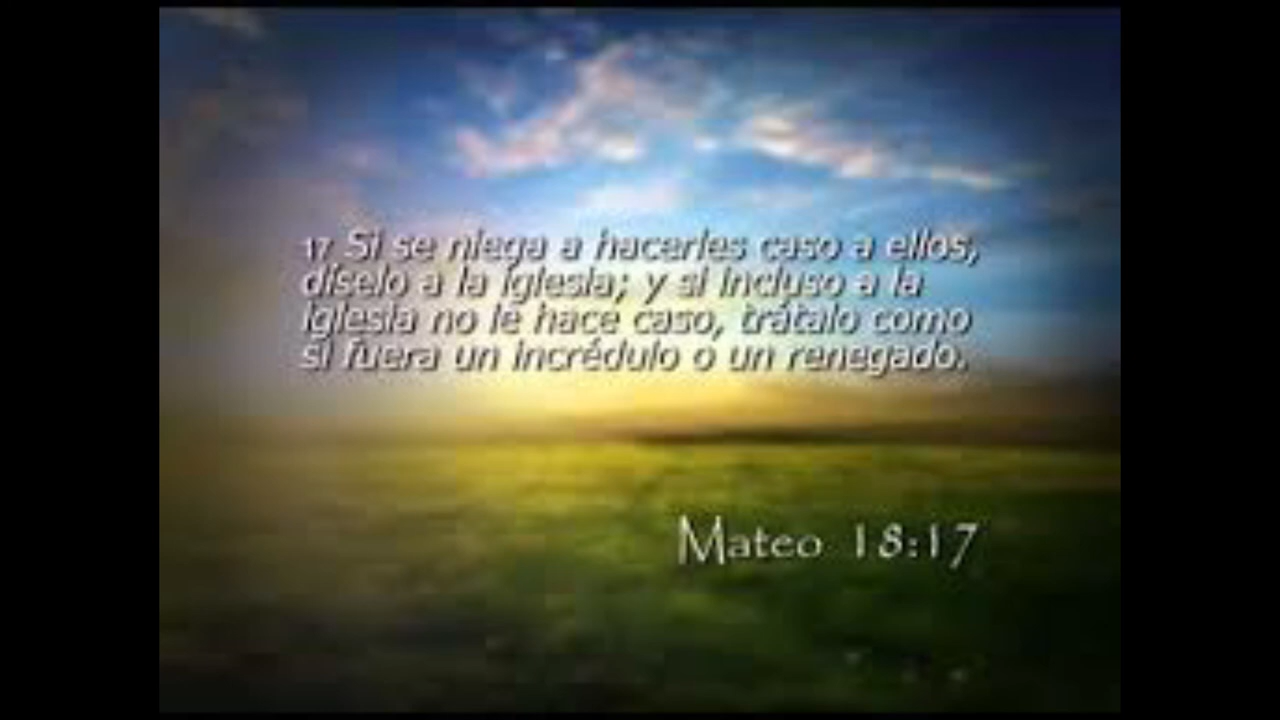 17 Si se niega a hacerles caso a ellos,
díselo a la iglesia; y si incluso a la
iglesia no le hace caso, trátalo como
si fuera un incrédulo o un renegado.
Mateo 18:17